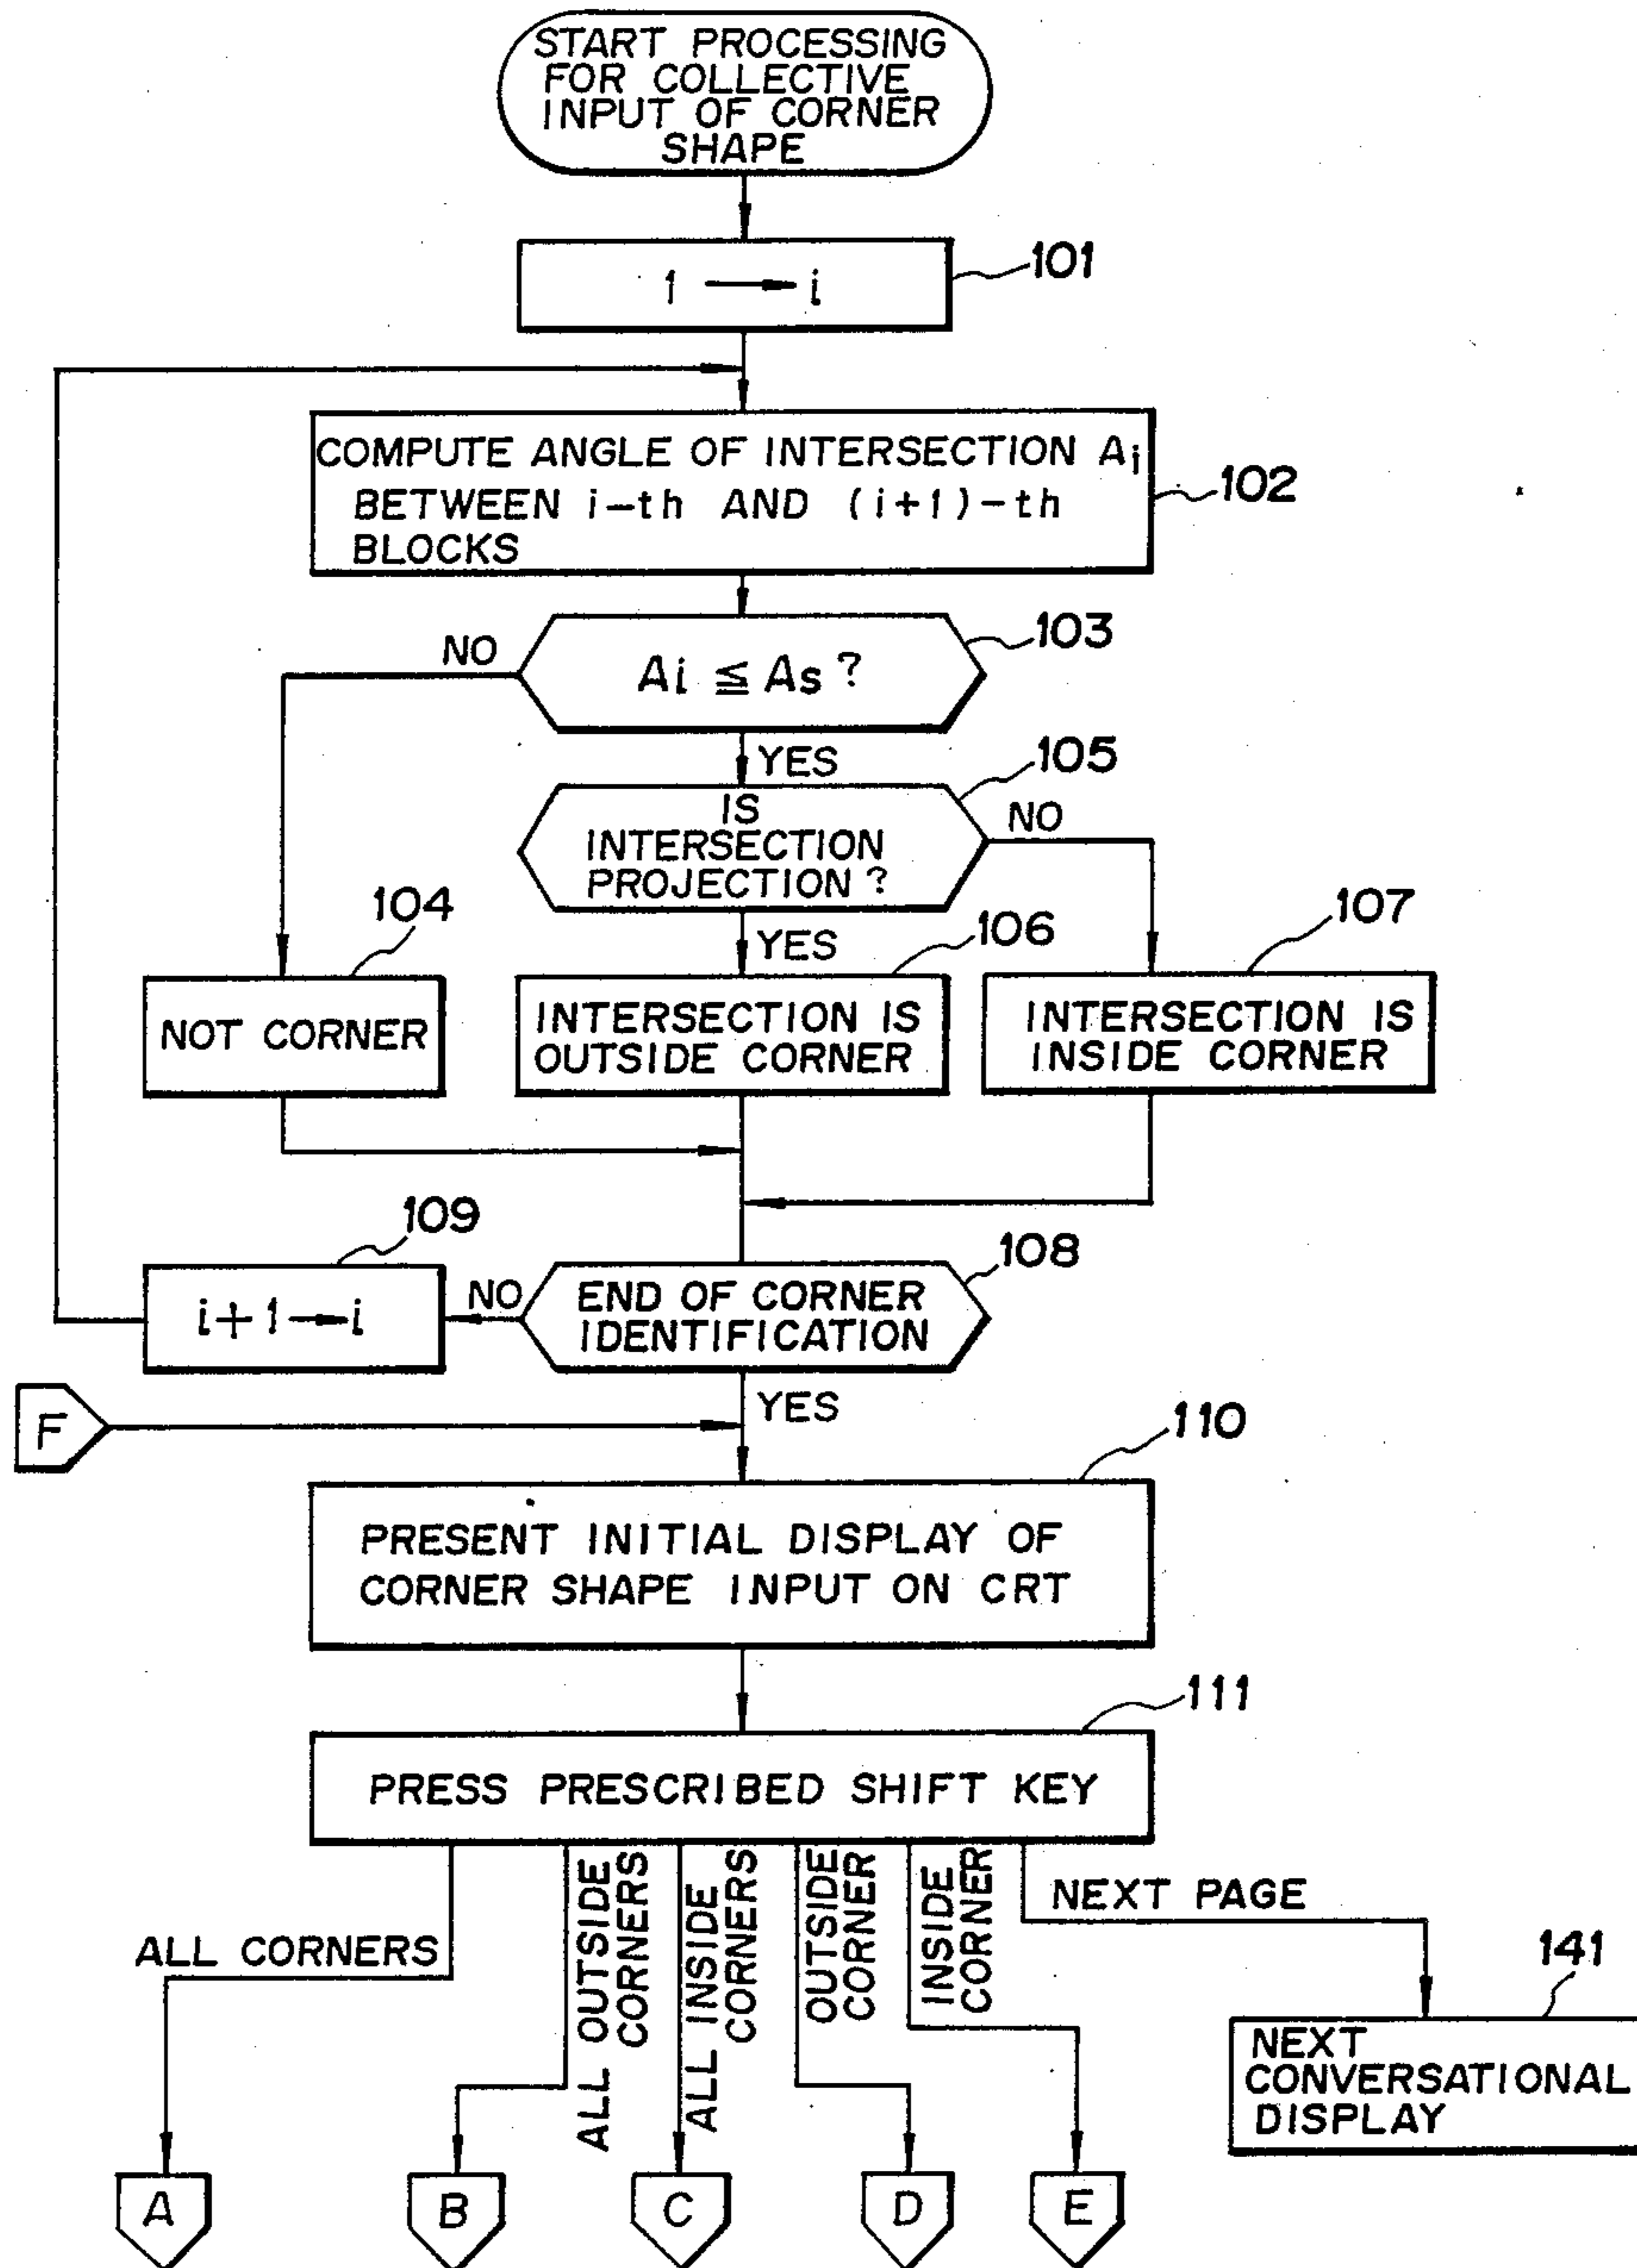 START PROCESSING
FOR COLLECTIVE
INPUT OF CORNER
SHAPE
101
1 → i
COMPUTE ANGLE OF INTERSECTION Ai
BETWEEN i-th AND (i+1)-th
BLOCKS
102
103
NO
Ai ≦ As ?
YES
105
IS
INTERSECTION
PROJECTION ?
NO
104
YES
106
107
NOT CORNER
INTERSECTION IS
OUTSIDE CORNER
INTERSECTION IS
INSIDE CORNER
109
108
i+1→i
NO
END OF CORNER
IDENTIFICATION
YES
F
110
PRESENT INITIAL DISPLAY OF
CORNER SHAPE INPUT ON CRT
111
PRESS PRESCRIBED SHIFT KEY
ALL CORNERS
ALL OUTSIDE
CORNERS
ALL INSIDE
CORNERS
OUTSIDE
CORNER
INSIDE
CORNER
NEXT PAGE
141
NEXT
CONVERSATIONAL
DISPLAY
A
B
C
D
E